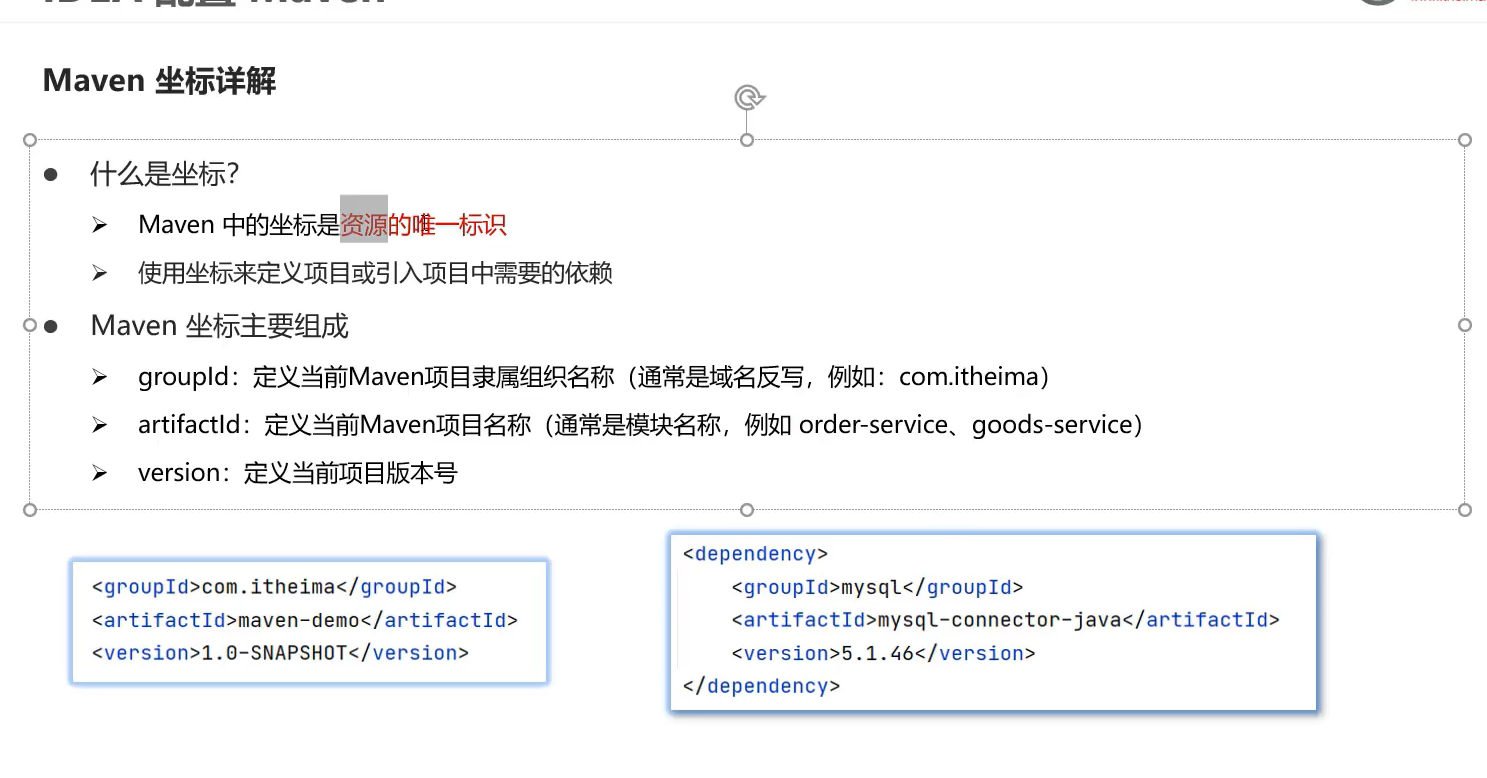 Maven 坐标详解
什么是坐标？
Maven 中的坐标是资源的唯一标识
使用坐标来定义项目或引入项目中需要的依赖
Maven 坐标主要组成
groupId：定义当前Maven项目隶属组织名称（通常是域名反写，例如：com.itheima）
artifactId：定义当前Maven项目名称（通常是模块名称，例如 order-service、goods-service）
version：定义当前项目版本号
<groupId>com.itheima</groupId>
<artifactId>maven-demo</artifactId>
<version>1.0-SNAPSHOT</version>
<dependency>
<groupId>mysql</groupId>
<artifactId>mysql-connector-java</artifactId>
<version>5.1.46</version>
</dependency>